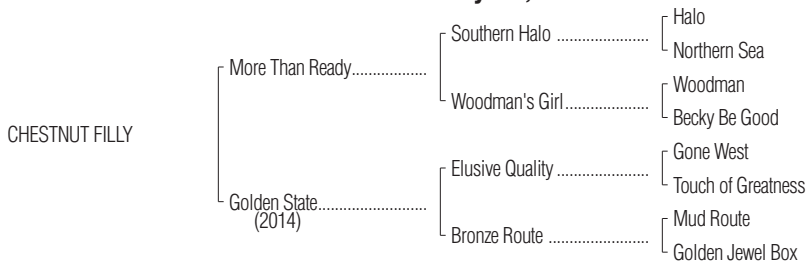 Halo
Southern Halo ..................
Northern Sea
More Than Ready..................
Woodman
Woodman's Girl....................
Becky Be Good
CHESTNUT FILLY
Gone West
Elusive Quality ......................
Touch of Greatness
Golden State..........................
(2014)
Mud Route
Bronze Route ........................
Golden Jewel Box